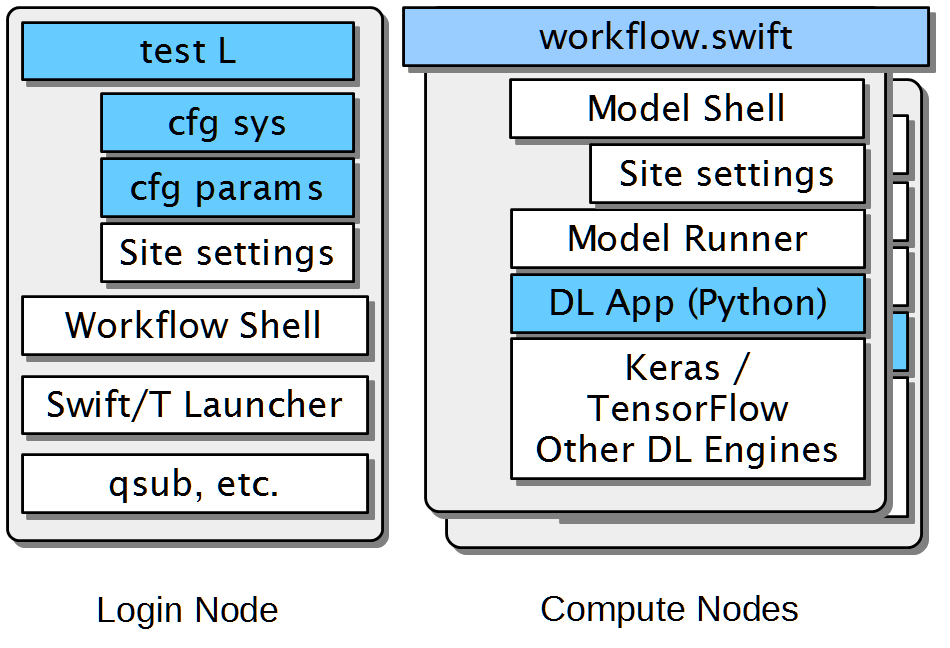 test L
cfg sys
cfg params
Site settings
Workflow Shell
Swift/T Launcher
qsub, etc.
Login Node
workflow.swift
Model Shell
Site settings
Model Runner
DL App (Python)
Keras /
TensorFlow
Other DL Engines
Compute Nodes